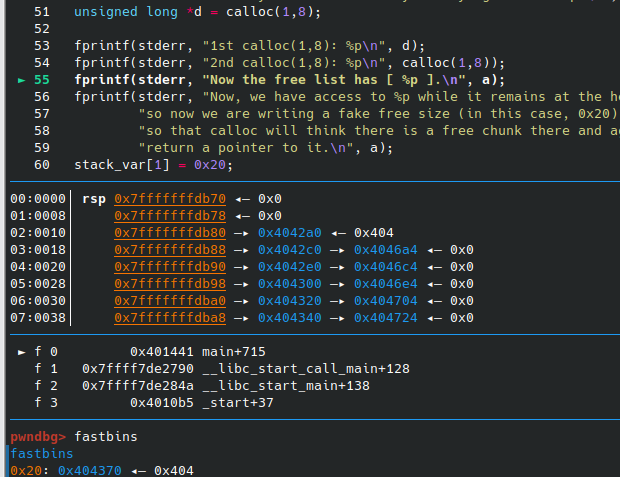 51 unsigned long *d = calloc(1,8);
52
53 fprintf(stderr, "1st calloc(1,8): %p\n", d);
54 fprintf(stderr, "2nd calloc(1,8): %p\n", calloc(1,8));
► 55 fprintf(stderr, "Now the free list has [ %p ].\n", a);
56 fprintf(stderr, "Now, we have access to %p while it remains at the he
57 "so now we are writing a fake free size (in this case, 0x20)
58 "so that calloc will think there is a free chunk there and a
59 "return a pointer to it.\n", a);
60 stack_var[1] = 0x20;
00:0000│ rsp 0x7fffffffdb70 ◂— 0x0
01:0008│ 0x7fffffffdb78 ◂— 0x0
02:0010│ 0x7fffffffdb80 —▸ 0x4042a0 ◂— 0x404
03:0018│ 0x7fffffffdb88 —▸ 0x4042c0 —▸ 0x4046a4 ◂— 0x0
04:0020│ 0x7fffffffdb90 —▸ 0x4042e0 —▸ 0x4046c4 ◂— 0x0
05:0028│ 0x7fffffffdb98 —▸ 0x404300 —▸ 0x4046e4 ◂— 0x0
06:0030│ 0x7fffffffdba0 —▸ 0x404320 —▸ 0x404704 ◂— 0x0
07:0038│ 0x7fffffffdba8 —▸ 0x404340 —▸ 0x404724 ◂— 0x0
► f 0 0x401441 main+715
f 1 0x7ffff7de2790 __libc_start_call_main+128
f 2 0x7ffff7de284a __libc_start_main+138
f 3 0x4010b5 _start+37
pwndbg> fastbins
fastbins
0x20: 0x404370 ◂— 0x404